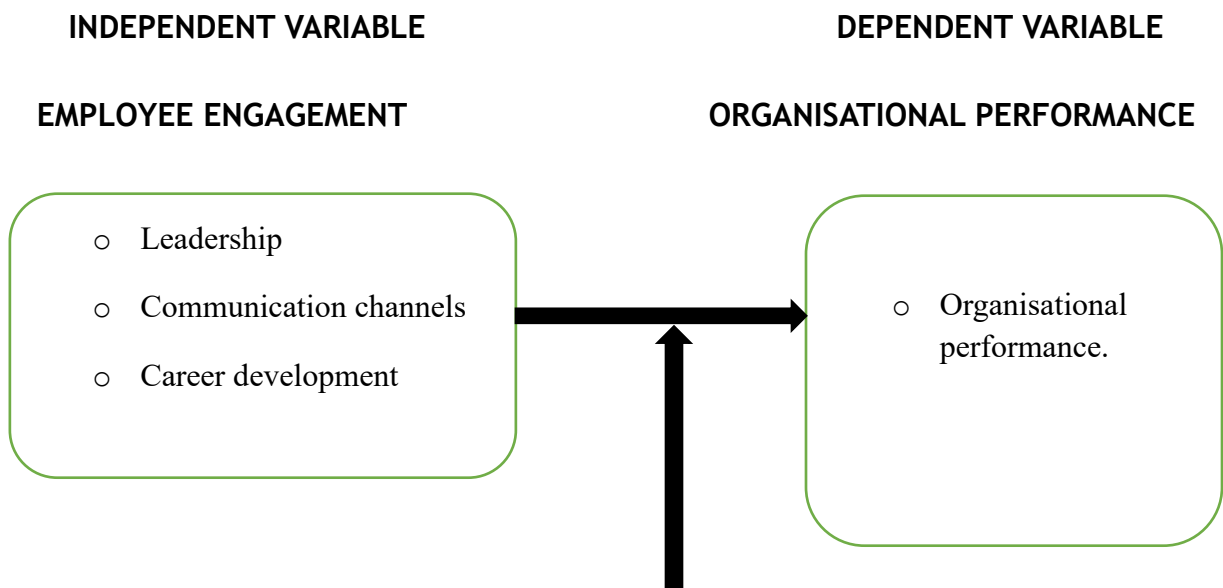 INDEPENDENT VARIABLE
DEPENDENT VARIABLE
EMPLOYEE ENGAGEMENT
ORGANISATIONAL PERFORMANCE
o Leadership
o Communication channels
o Career development
o Organisational
performance.